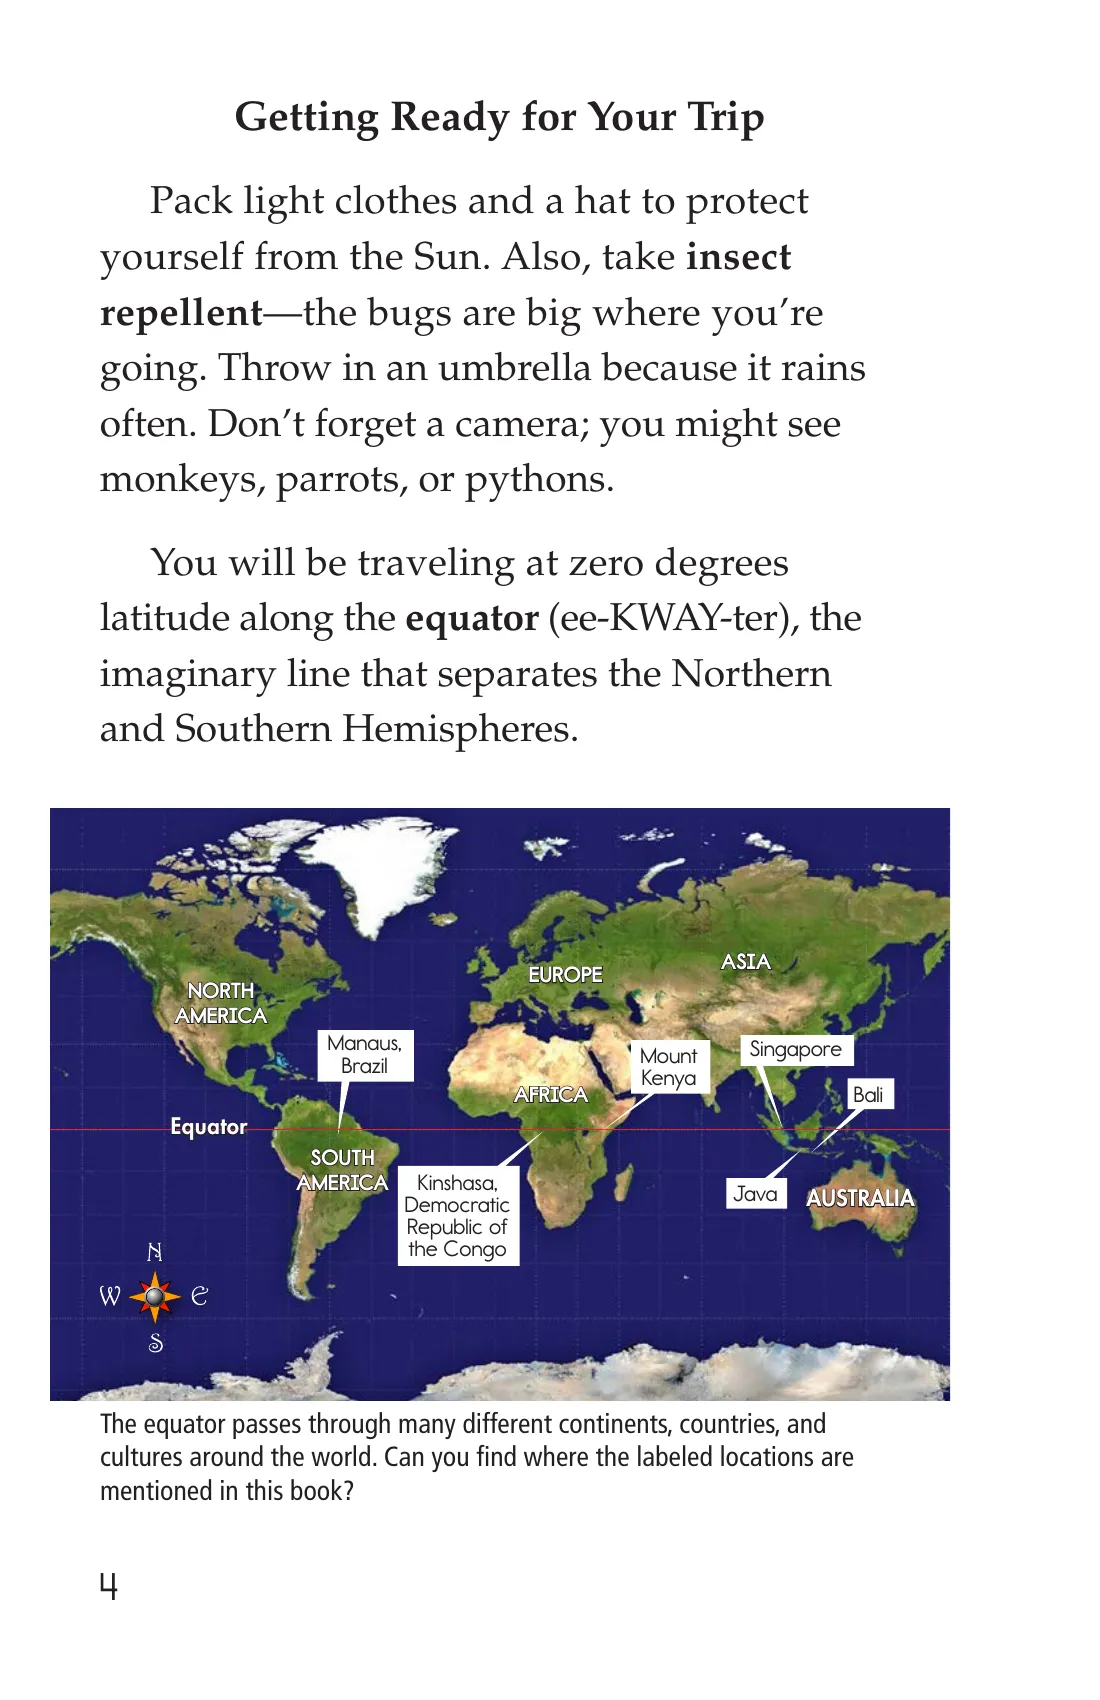 Getting Ready for Your Trip
Pack light clothes and a hat to protect
yourself from the Sun. Also, take insect
repellent—the bugs are big where you’re
going. Throw in an umbrella because it rains
often. Don’t forget a camera; you might see
monkeys, parrots, or pythons.
You will be traveling at zero degrees
latitude along the equator (ee-KWAY-ter), the
imaginary line that separates the Northern
and Southern Hemispheres.
NORTH
AMERICA
EUROPE
ASIA
Manaus,
Brazil
AFRICA
Mount
Kenya
Singapore
Bali
Equator
SOUTH
AMERICA
Kinshasa,
Democratic
Republic of
the Congo
Java
AUSTRALIA
N
W E
S
The equator passes through many different continents, countries, and
cultures around the world. Can you find where the labeled locations are
mentioned in this book?
4